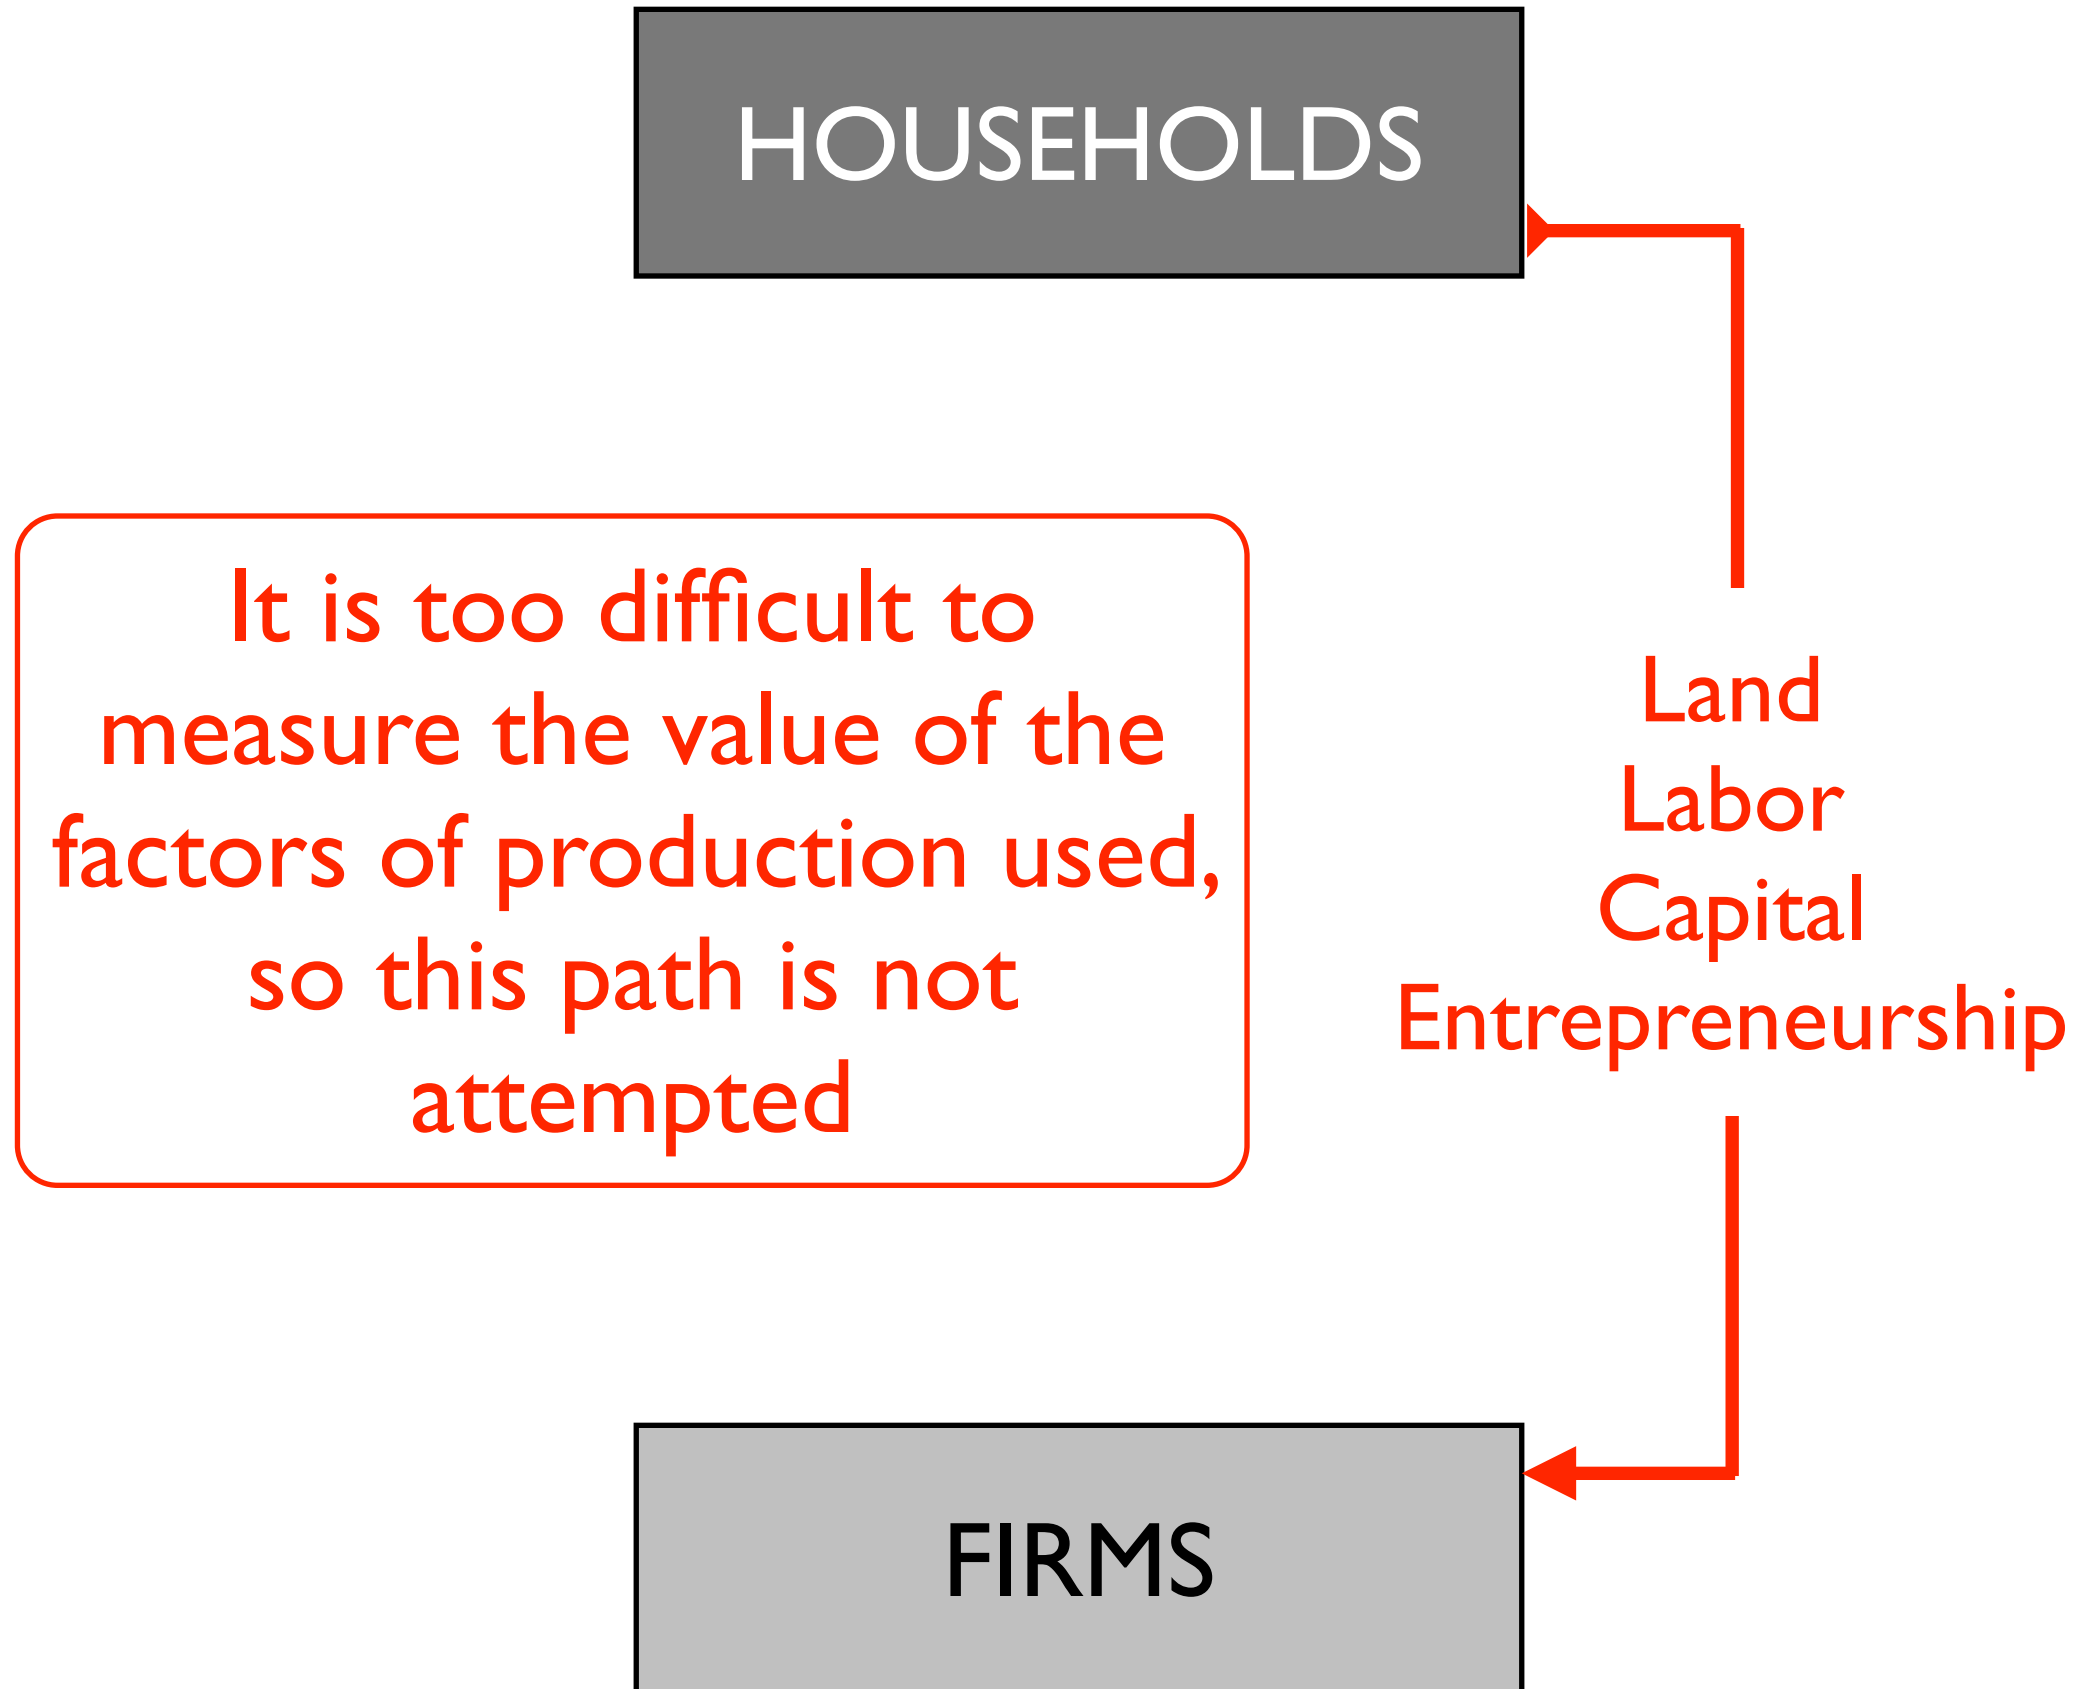 HOUSEHOLDS
It is too difficult to
measure the value of the
factors of production used,
so this path is not
attempted
Land
Labor
Capital
Entrepreneurship
FIRMS